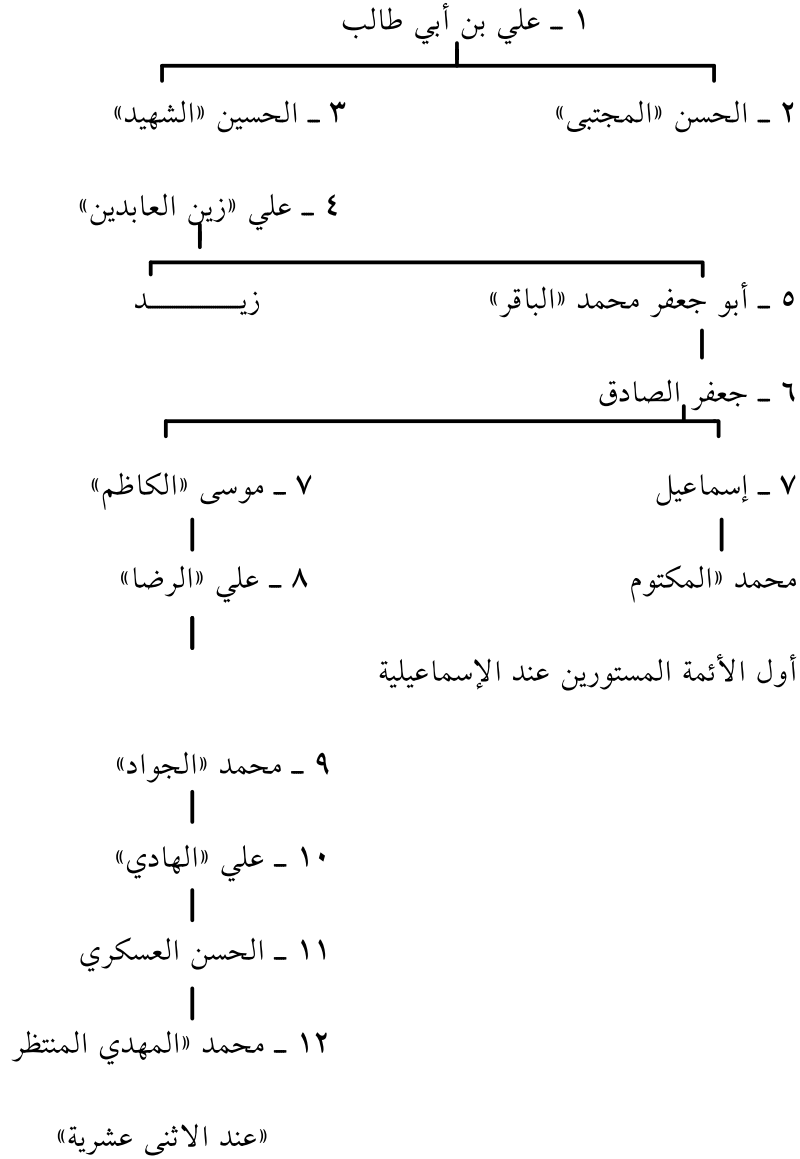 ١ ـ علي بن أبي طالب
٢ ـ الحسن «المجتبى» ٣ ـ الحسين «الشهيد»
٤ ـ علي «زين العابدين»
٥ ـ أبو جعفر محمد «الباقر» زيـــــــد
٦ ـ جعفر الصادق
٧ ـ إسماعيل ٧ ـ موسى «الكاظم»
محمد «المكتوم ٨ ـ علي «الرضا»
أول الأئمة المستورين عند الإسماعيلية
٩ ـ محمد «الجواد»
١٠ ـ علي «الهادي»
١١ ـ الحسن العسكري
١٢ ـ محمد «المهدي المنتظر
«عند الاثنى عشرية»